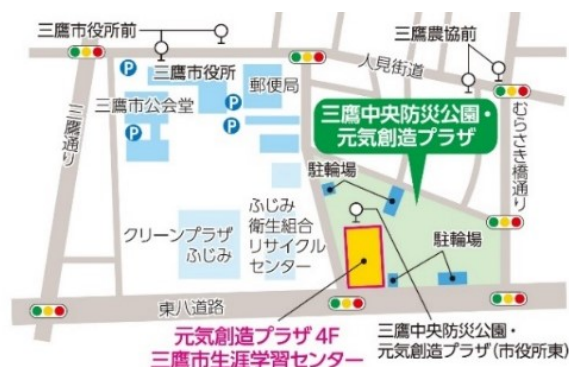 三鷹市役所前
三鷹農協前
人見街道
P
三鷹市役所
郵便局
三鷹市公会堂
P
P
P
三鷹通り
むらさき橋通り
三鷹中央防災公園・
元気創造プラザ
駐輪場
クリーンプラザ
ふじみ
ふじみ
衛生組合
リサイクル
センター
駐輪場
東八道路
元気創造プラザ 4F
三鷹市生涯学習センター
三鷹中央防災公園・
元気創造プラザ(市役所東)